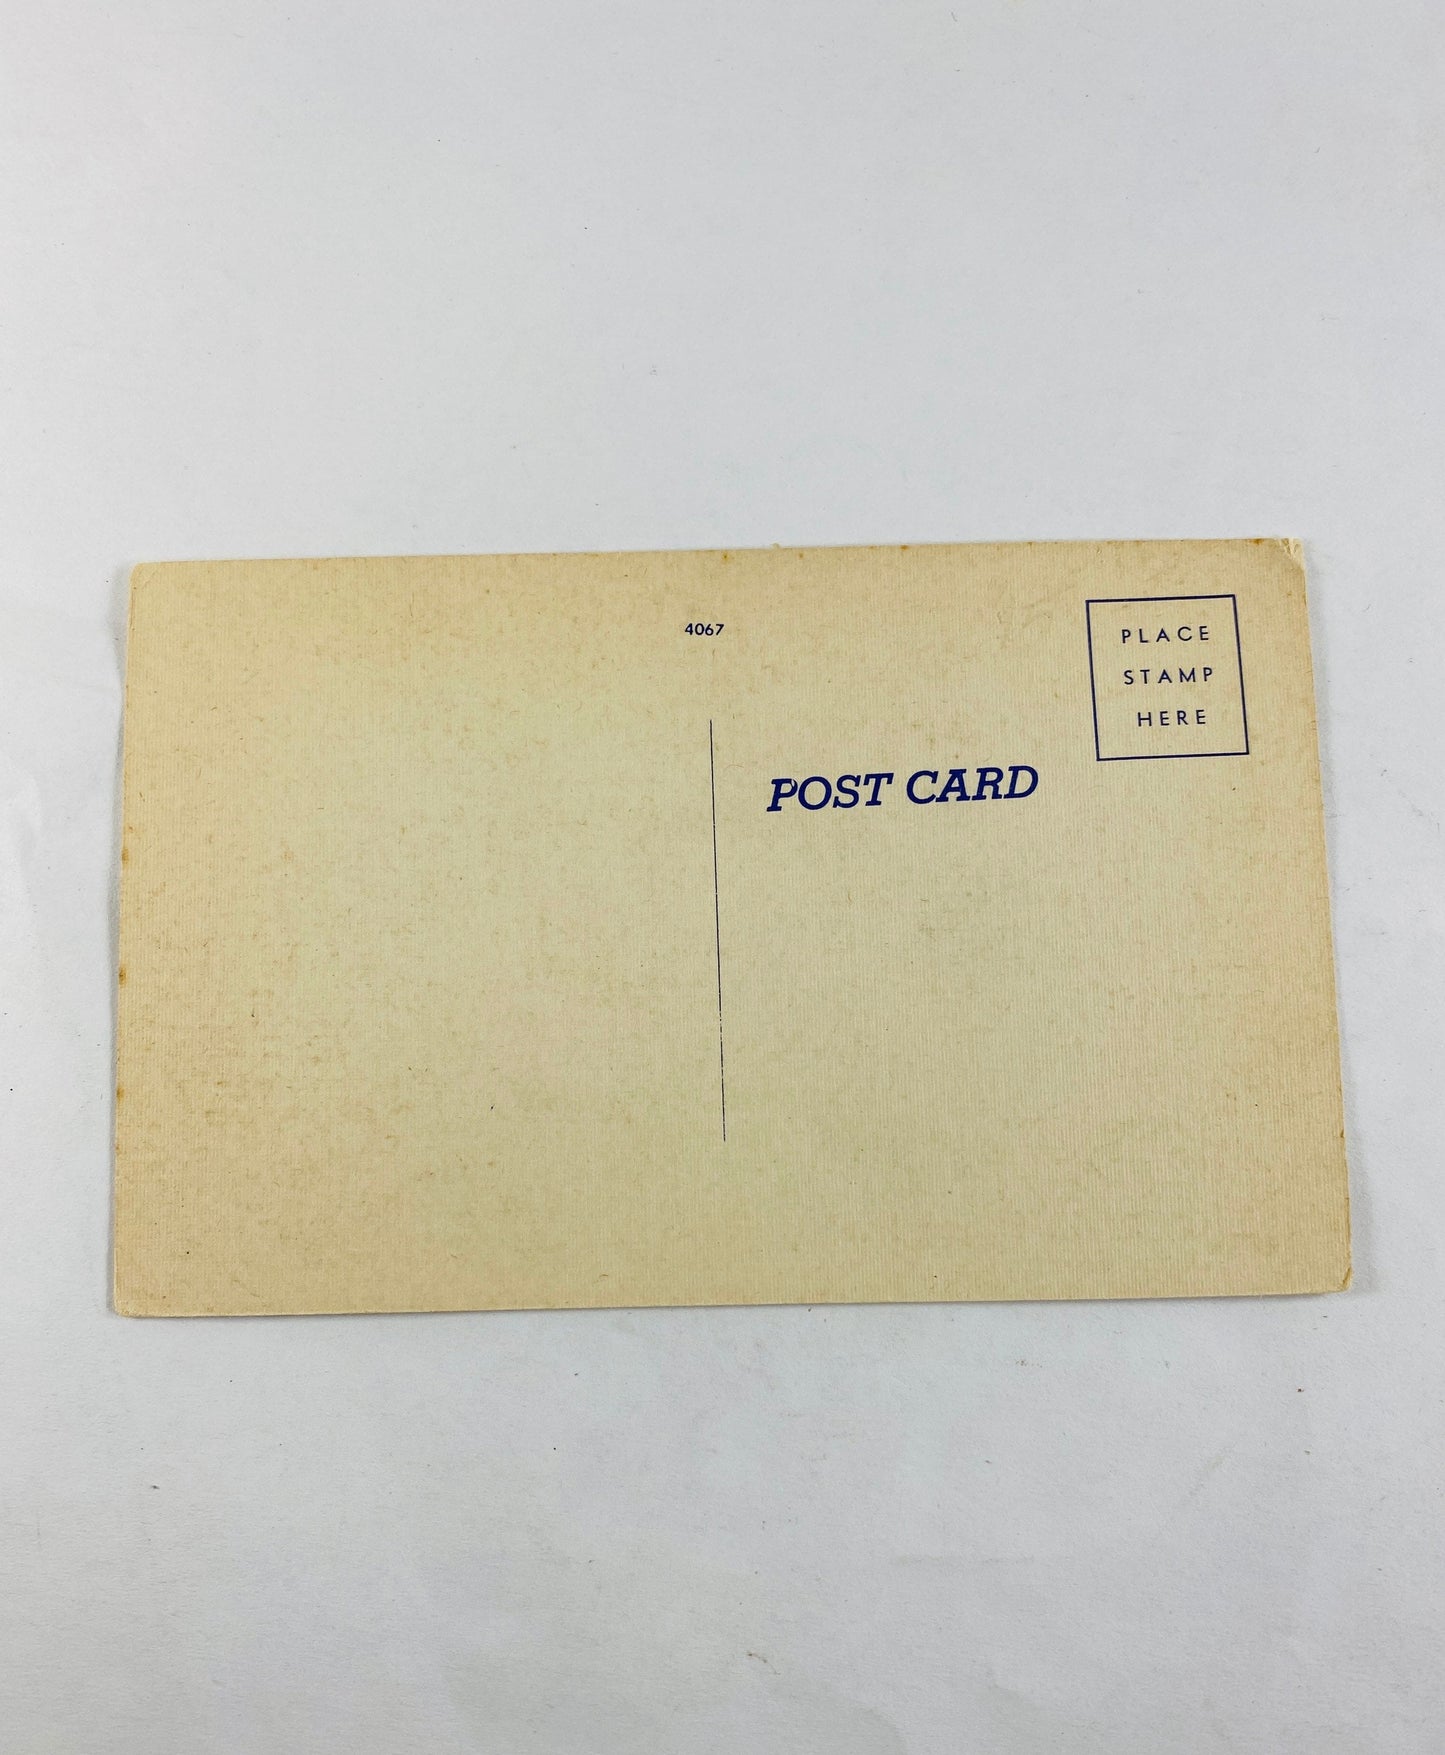 4067
PLACE
STAMP
HERE
POST CARD